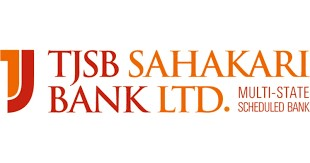 TJSB SAHAKARI
BANK LTD. MULTI-STATE
SCHEDULED BANK